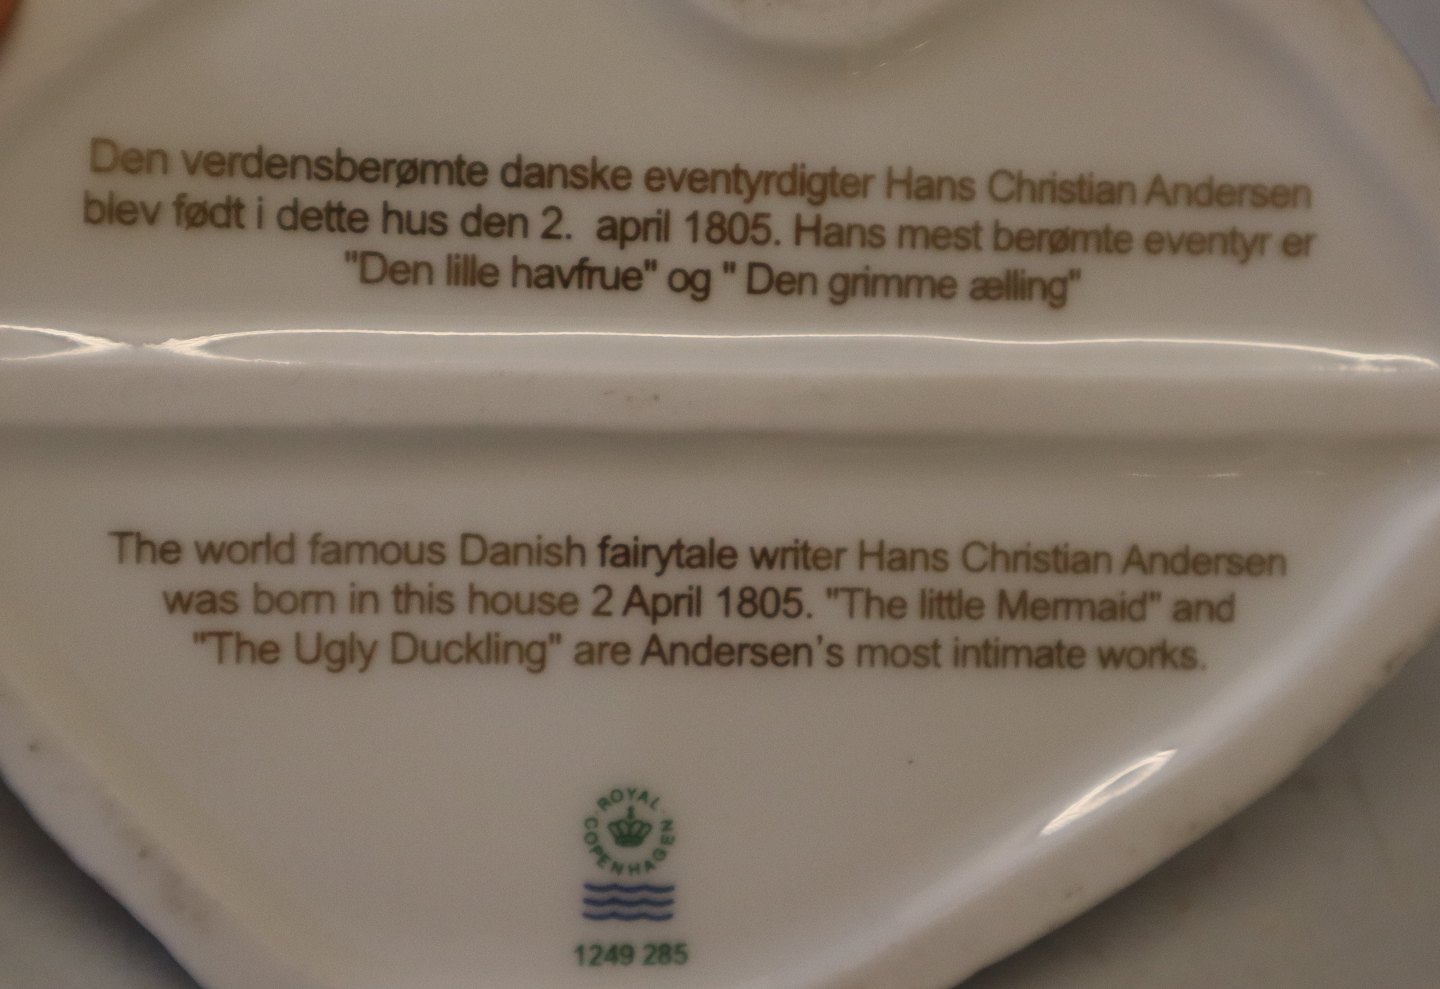 Den verdensberømte danske eventyrdigter Hans Christian Andersen
blev født i dette hus den 2. april 1805. Hans mest berømte eventyr er
"Den lille havfrue" og " Den grimme ælling"
The world famous Danish fairytale writer Hans Christian Andersen
was born in this house 2 April 1805. "The little Mermaid" and
"The Ugly Duckling" are Andersen's most intimate works.
ROYAL
COPENHAGEN
1249 285